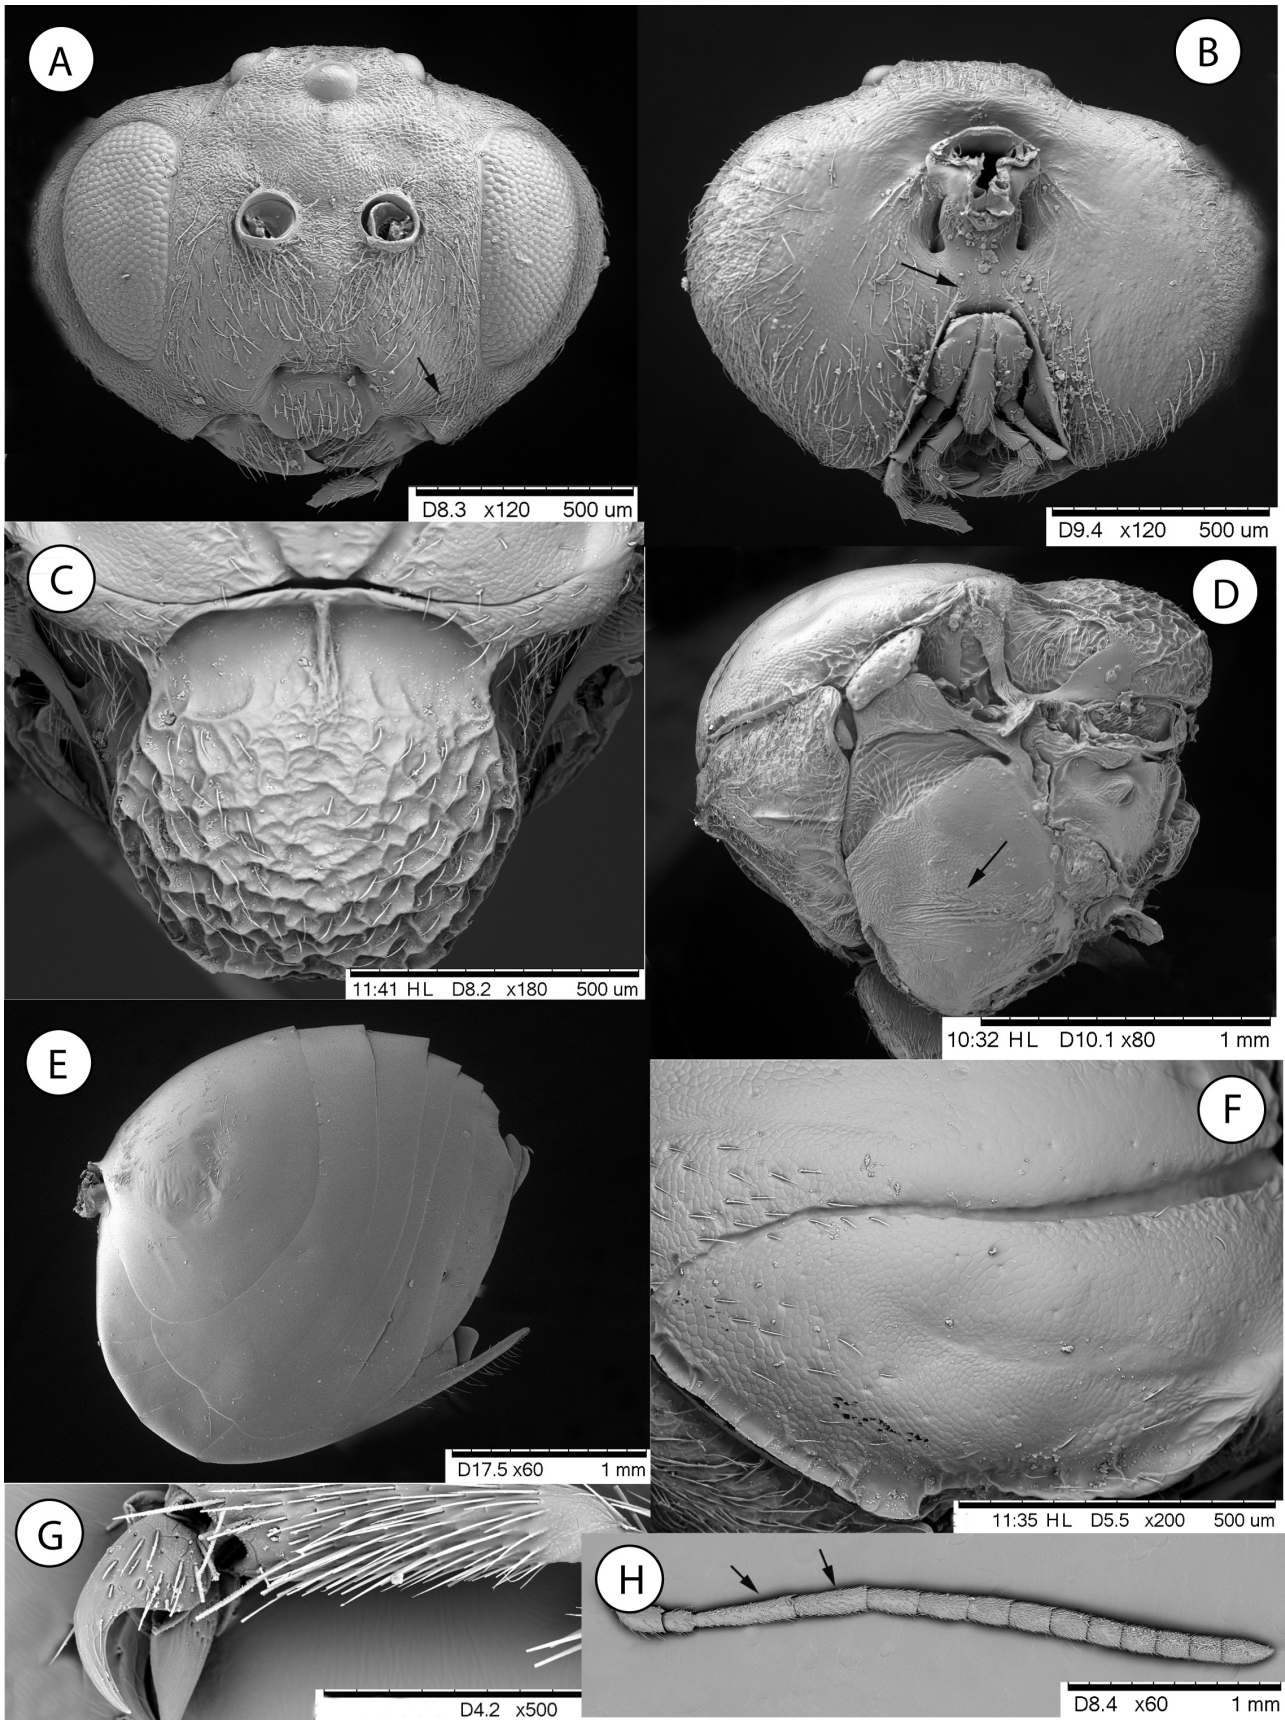 A
D8.3 x120 500 um
B
D9.4 x120 500 um
C
11:41 HL D8.2 x180 500 um
D
10:32 HL D10.1 x80 1 mm
E
D17.5 x60 1 mm
F
11:35 HL D5.5 x200 500 um
G
D4.2 x500
H
D8.4 x60 1 mm